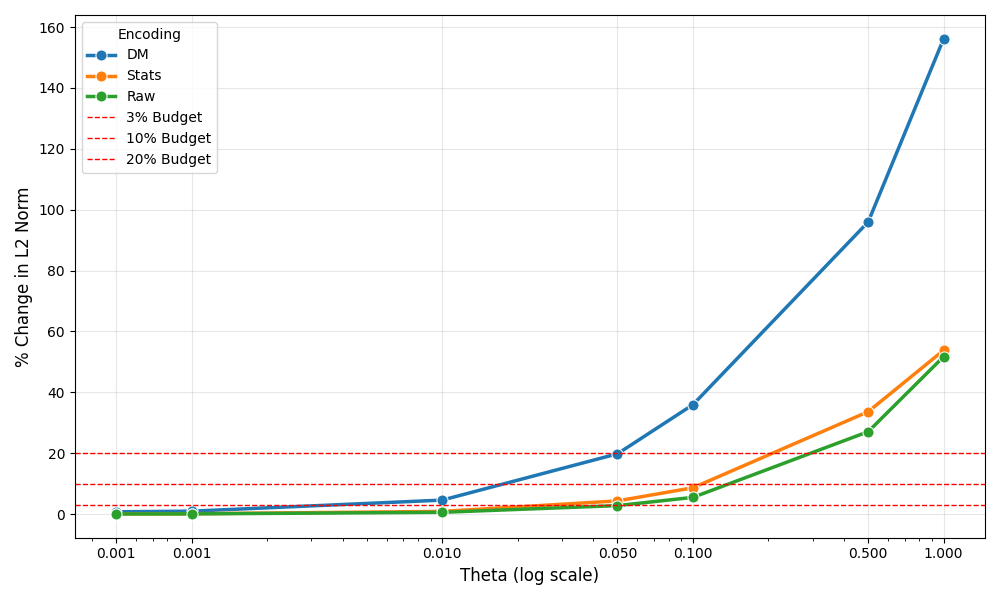 Encoding
DM
Stats
Raw
3% Budget
10% Budget
20% Budget
% Change in L2 Norm
160
140
120
100
80
60
40
20
0
0.001
0.001
0.010
0.050
0.100
0.500
1.000
Theta (log scale)